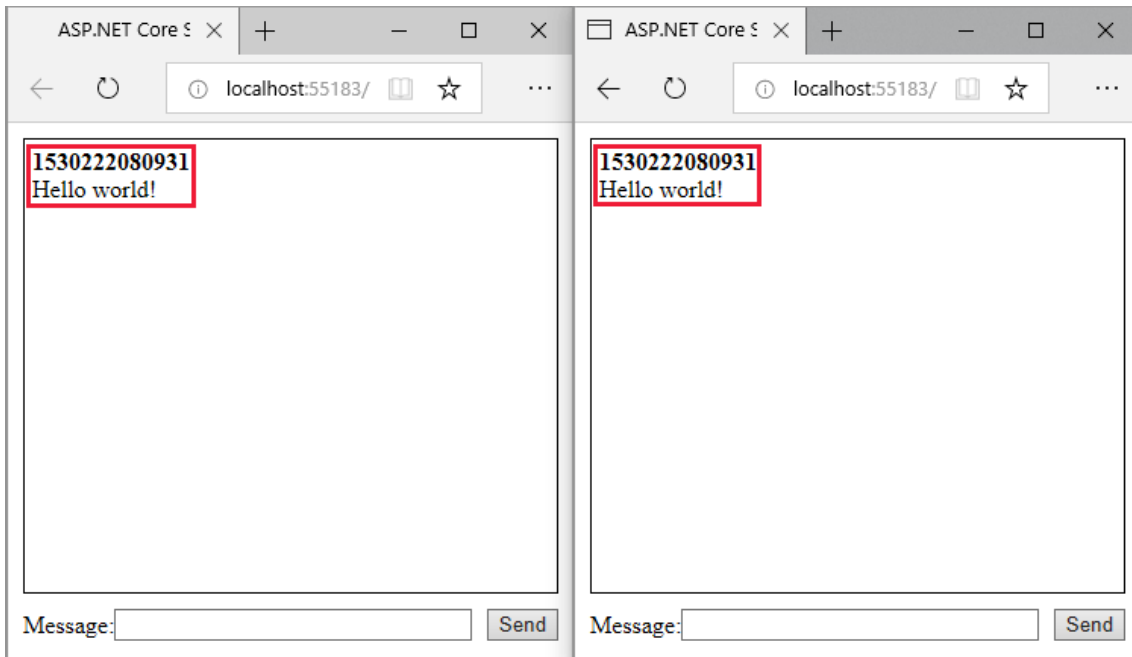 ASP.NET Core S
localhost:55183/
1530222080931
Hello world!
Message:
Send
ASP.NET Core S
localhost:55183/
1530222080931
Hello world!
Message:
Send